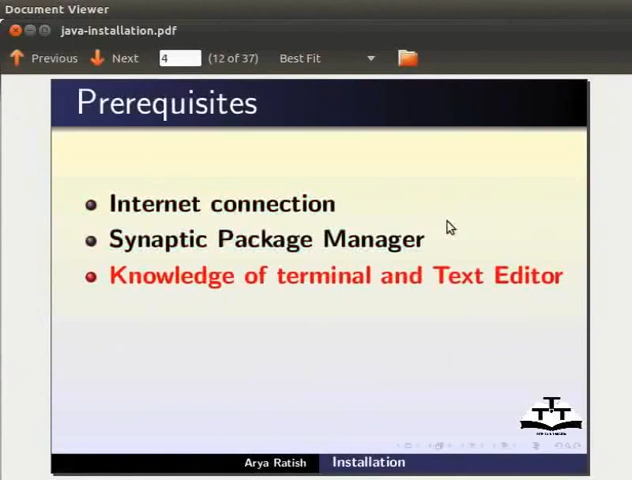 Document Viewer
java-installation.pdf
Previous Next 4 (12 of 37) Best Fit
Prerequisites
Internet connection
Synaptic Package Manager
Knowledge of terminal and Text Editor
TTT
Arya Ratish Installation